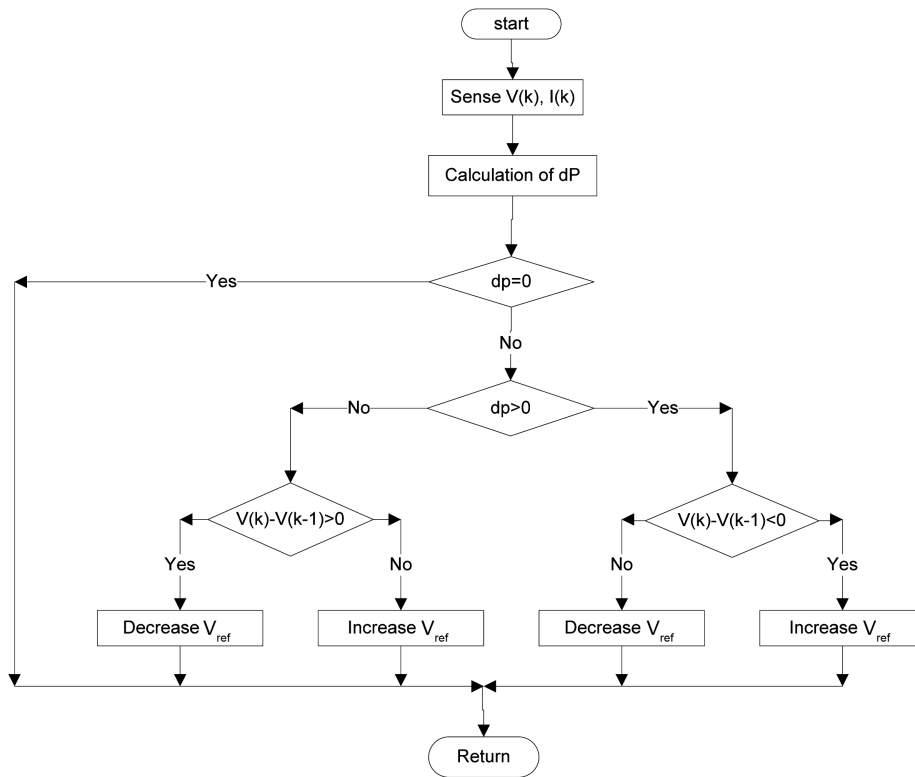 start
Sense V(k), I(k)
Calculation of dP
dp=0
Yes
No
dp>0
No
Yes
V(k)-V(k-1)>0
V(k)-V(k-1)<0
Yes
No
No
Yes
Decrease Vref
Increase Vref
Decrease Vref
Increase Vref
Return